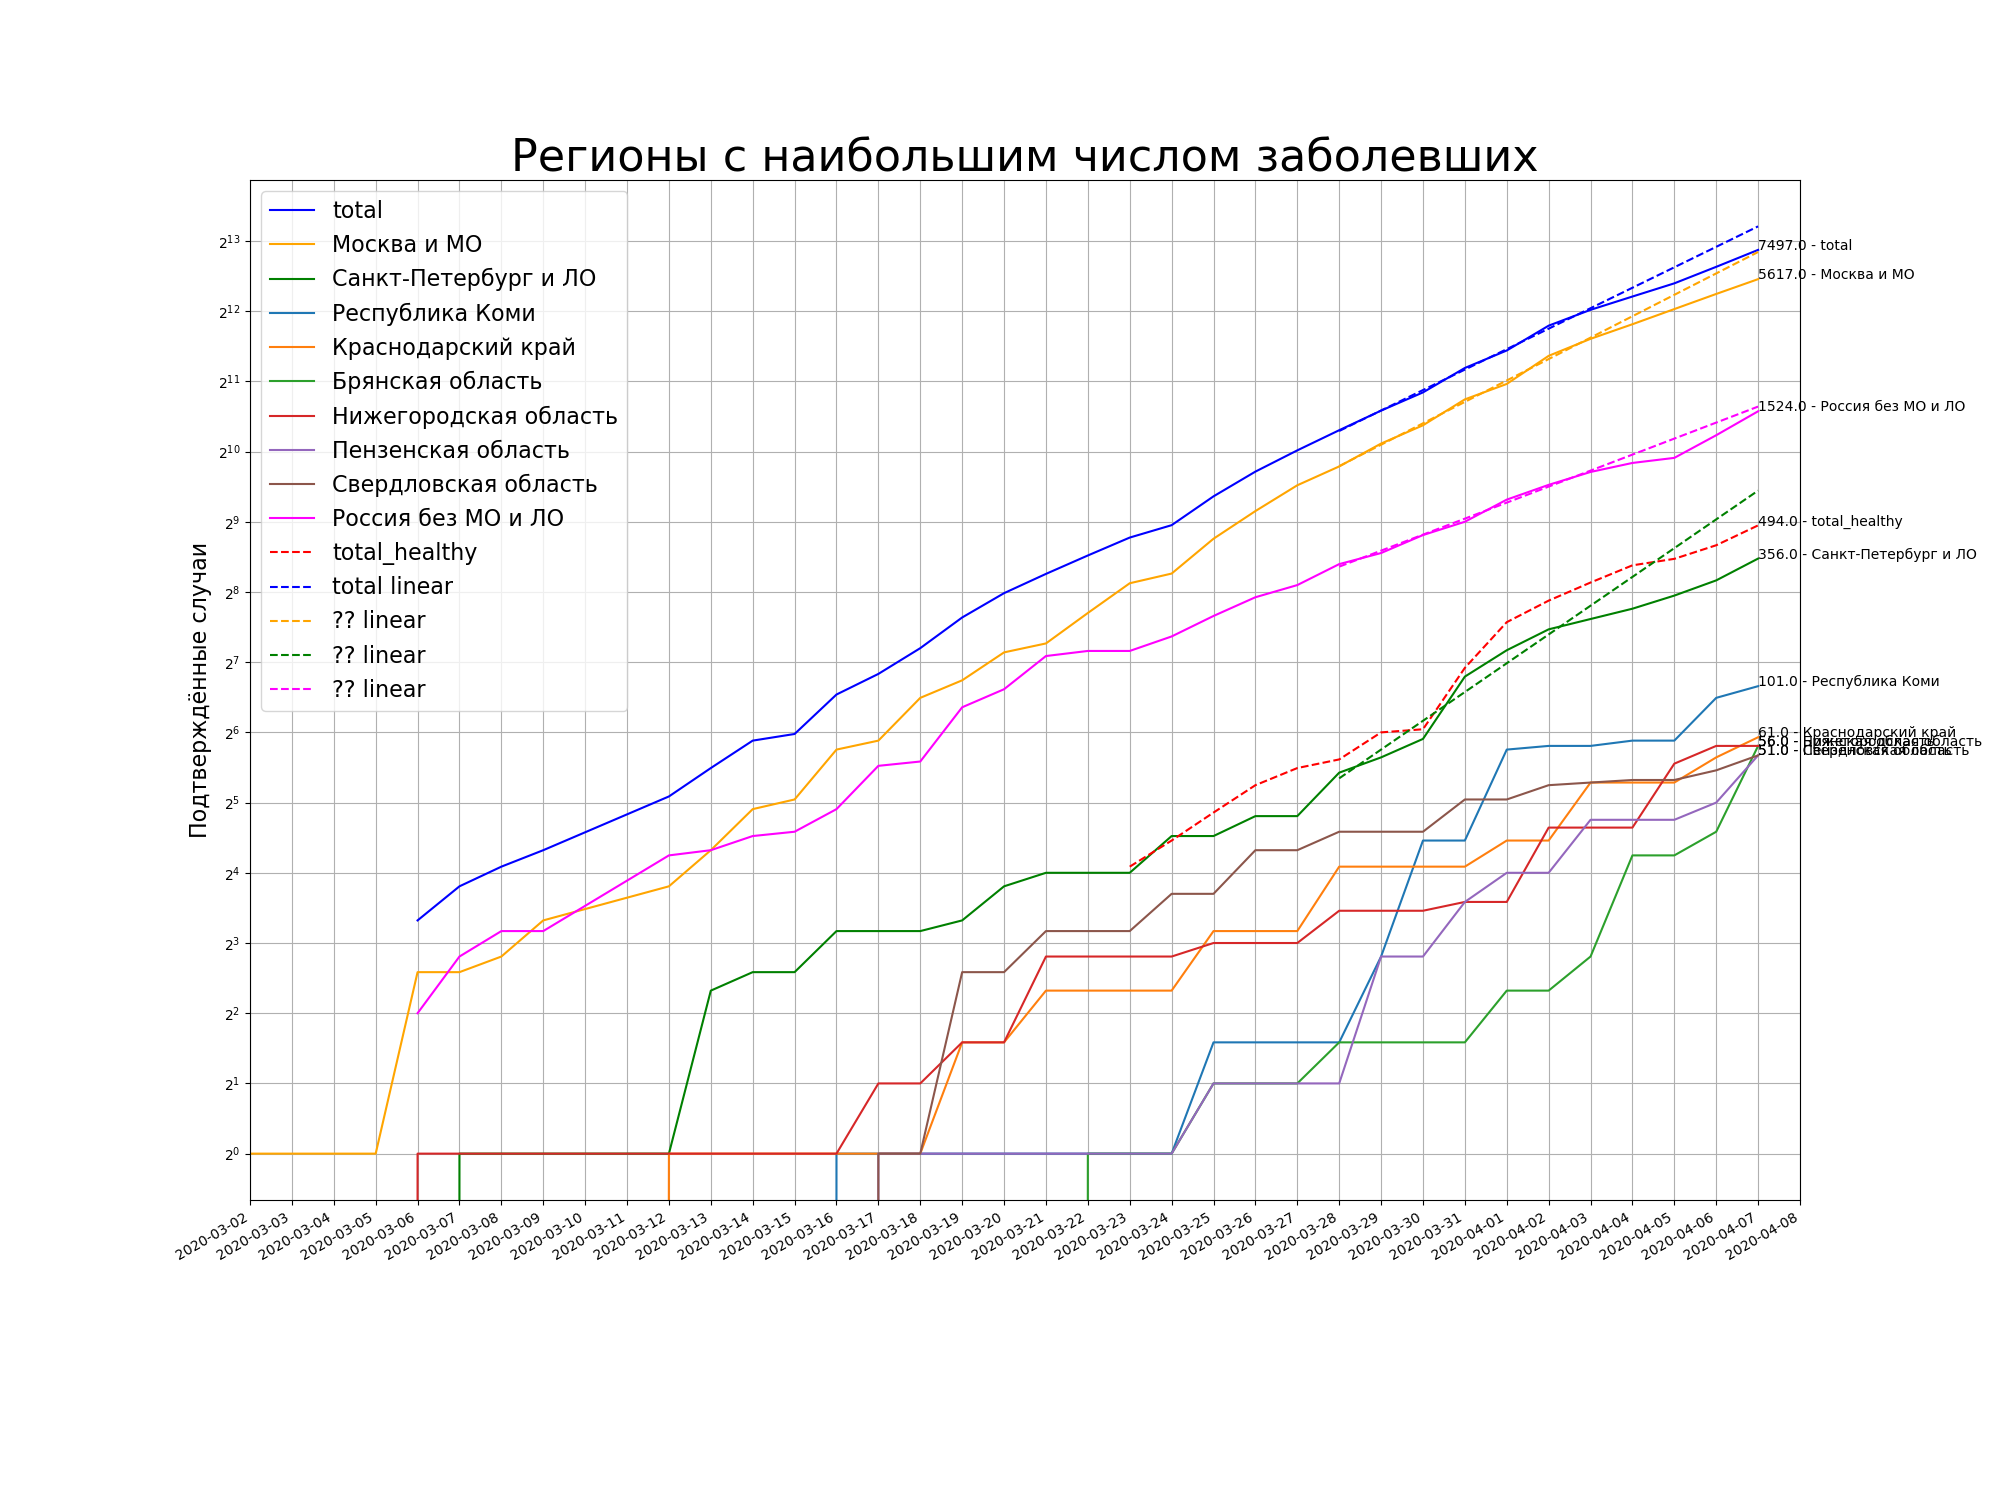 Регионы с наибольшим числом заболевших
total
Москва и МО
Санкт-Петербург и ЛО
Республика Коми
Краснодарский край
Брянская область
Нижегородская область
Пензенская область
Свердловская область
Россия без МО и ЛО
total_healthy
total linear
?? linear
?? linear
?? linear
Подтверждённые случаи
2^13
2^12
2^11
2^10
2^9
2^8
2^7
2^6
2^5
2^4
2^3
2^2
2^1
2^0
7497.0 - total
5617.0 - Москва и МО
1524.0 - Россия без МО и ЛО
494.0 - total_healthy
356.0 - Санкт-Петербург и ЛО
101.0 - Республика Коми
61.0 - Краснодарский край
56.0 -
51.0 -
2020-03-02
2020-03-03
2020-03-04
2020-03-05
2020-03-06
2020-03-07
2020-03-08
2020-03-09
2020-03-10
2020-03-11
2020-03-12
2020-03-13
2020-03-14
2020-03-15
2020-03-16
2020-03-17
2020-03-18
2020-03-19
2020-03-20
2020-03-21
2020-03-22
2020-03-23
2020-03-24
2020-03-25
2020-03-26
2020-03-27
2020-03-28
2020-03-29
2020-03-30
2020-03-31
2020-04-01
2020-04-02
2020-04-03
2020-04-04
2020-04-05
2020-04-06
2020-04-07
2020-04-08